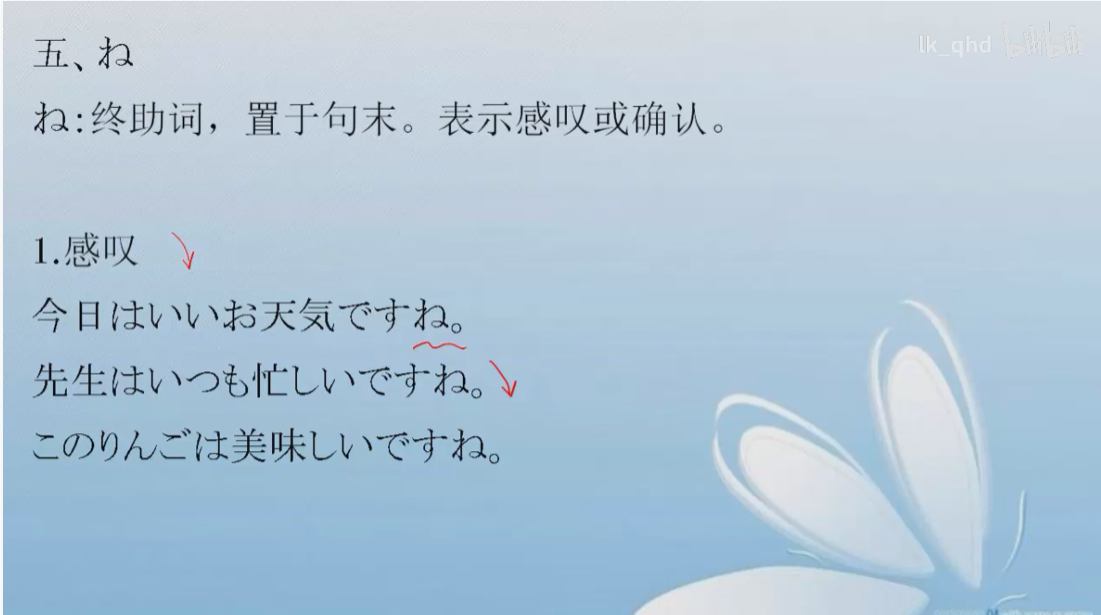 五、ね
lk_qhd bilibili
ね:终助词，置于句末。表示感叹或确认。
1.感叹
今日はいいお天気ですね。
先生はいつも忙しいですね。
このりんごは美味しいですね。